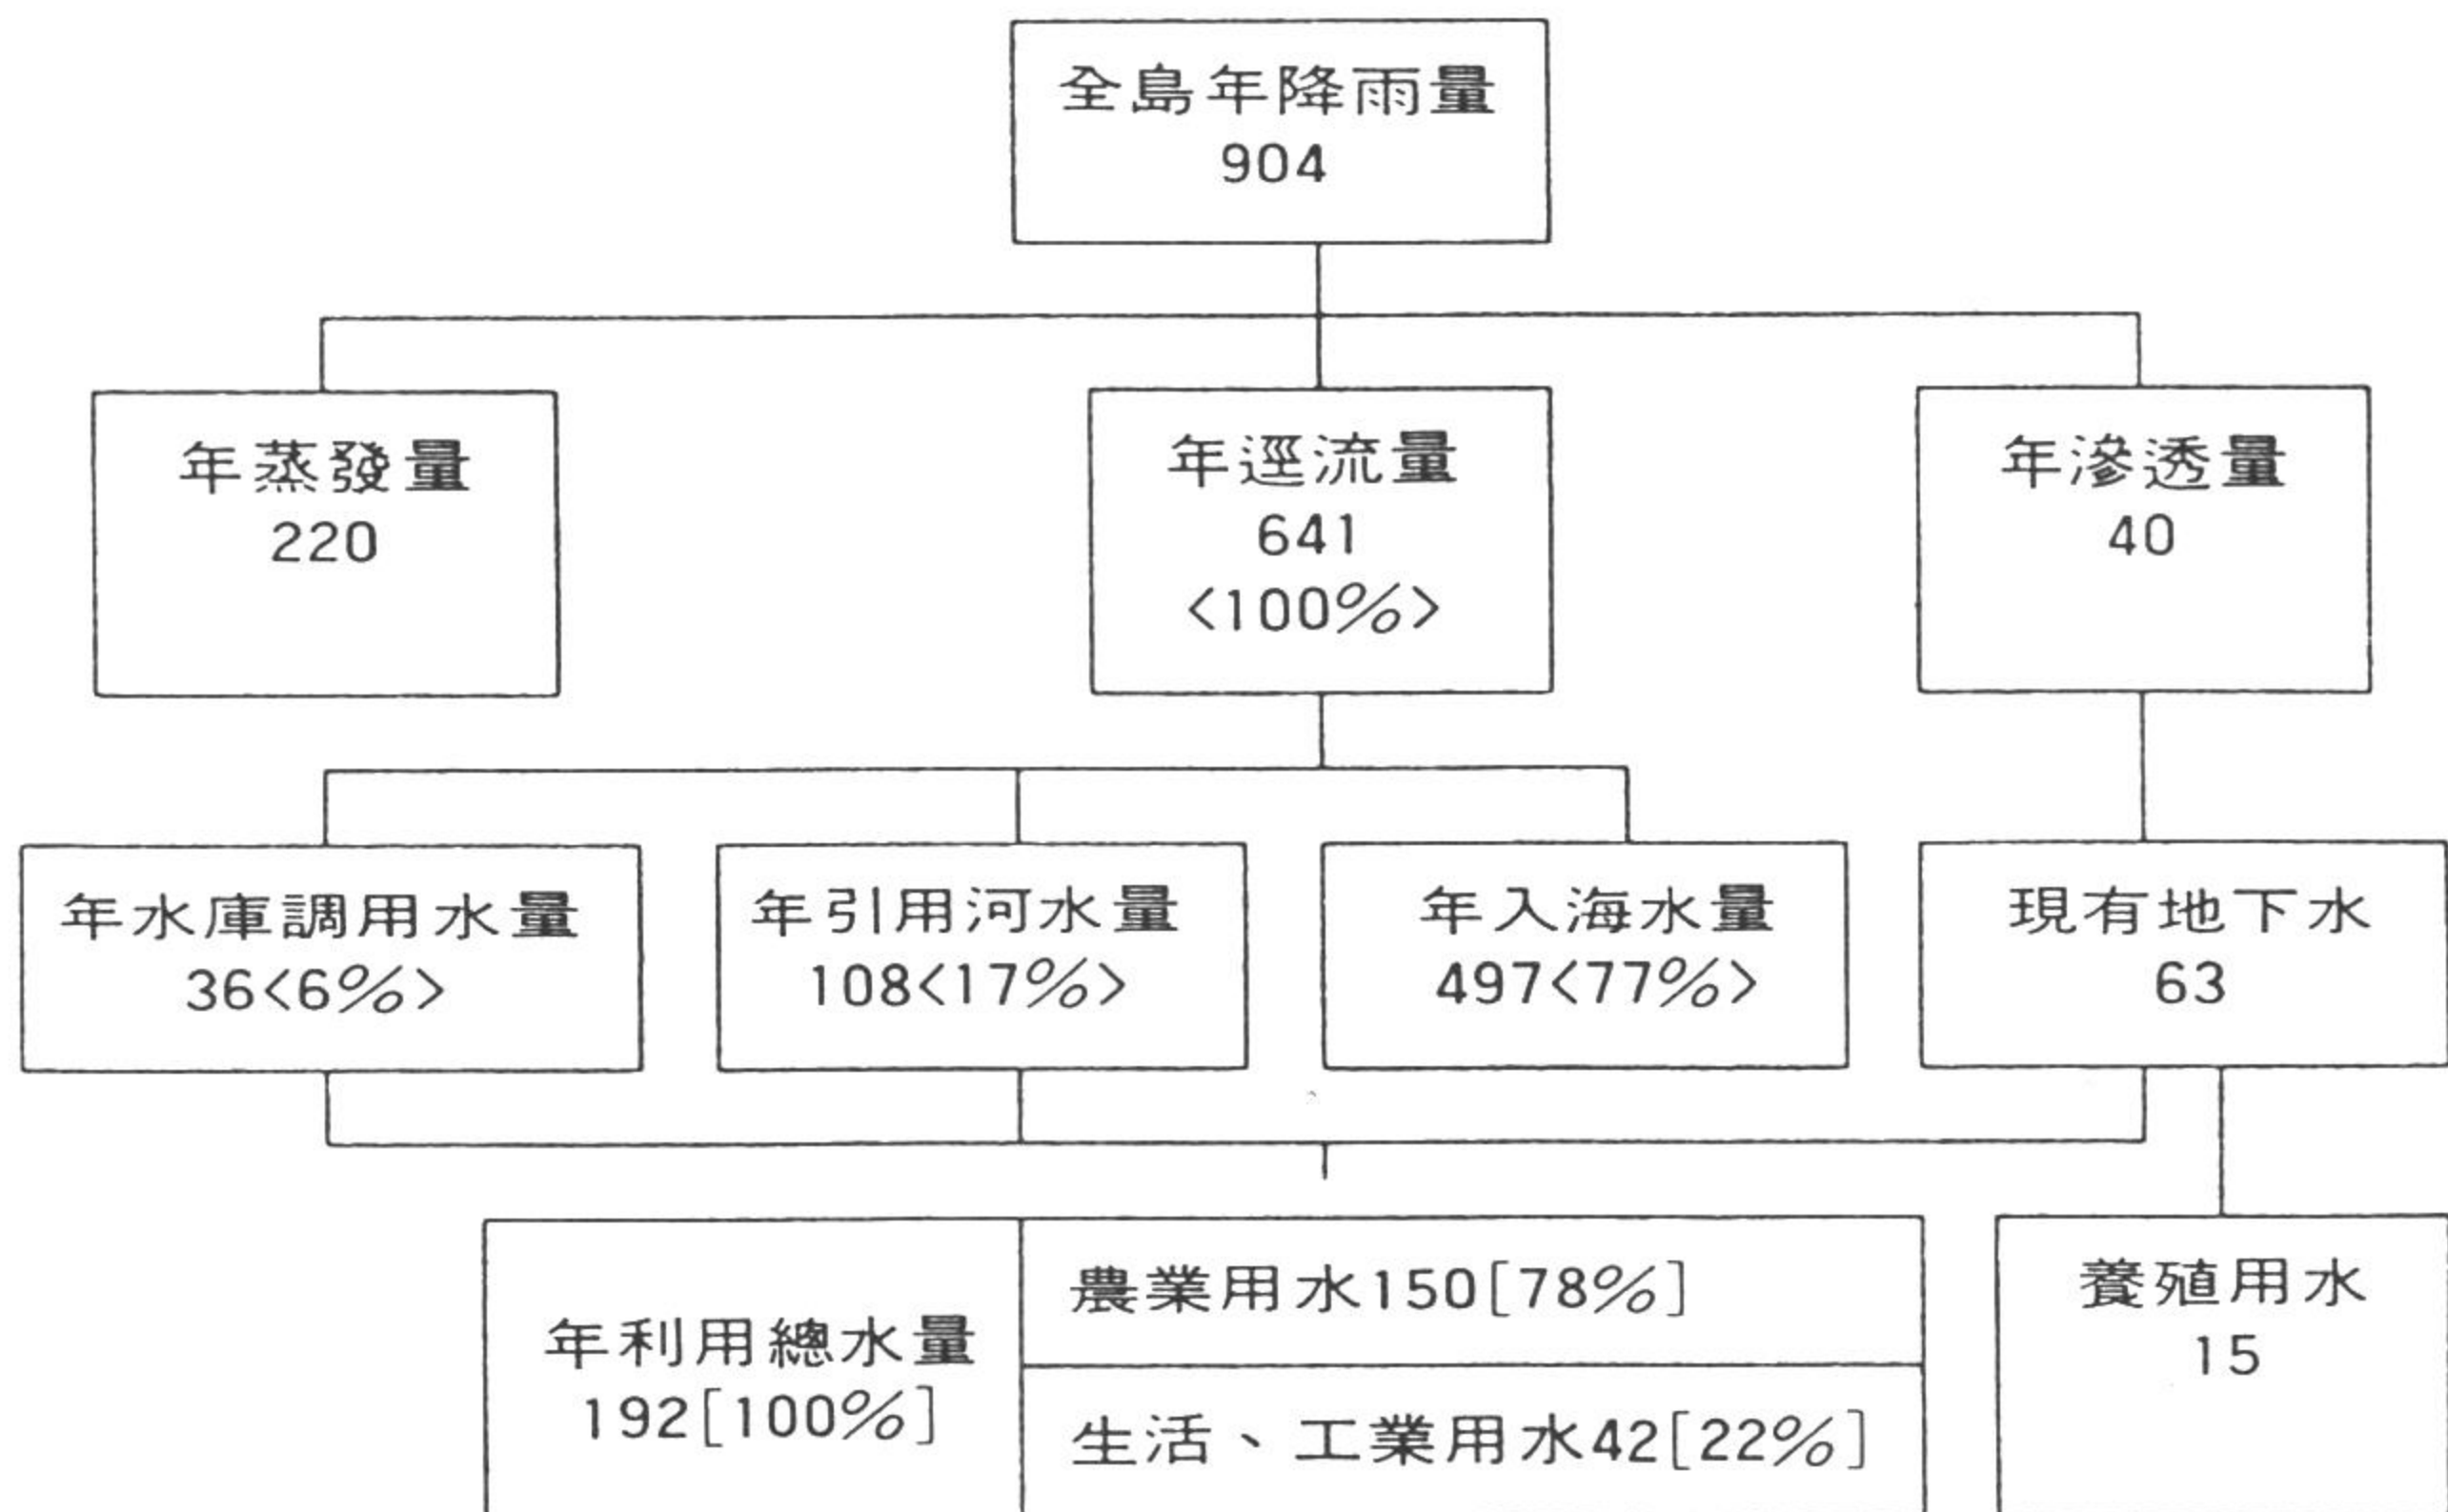 全島年降雨量
904
年蒸發量
220
年逕流量
641
<100%>
年滲透量
40
年水庫調用水量
36<6%>
年引用河水量
108<17%>
年入海水量
497<77%>
現有地下水
63
年利用總水量
192[100%]
農業用水150[78%]
生活、工業用水42[22%]
養殖用水
15